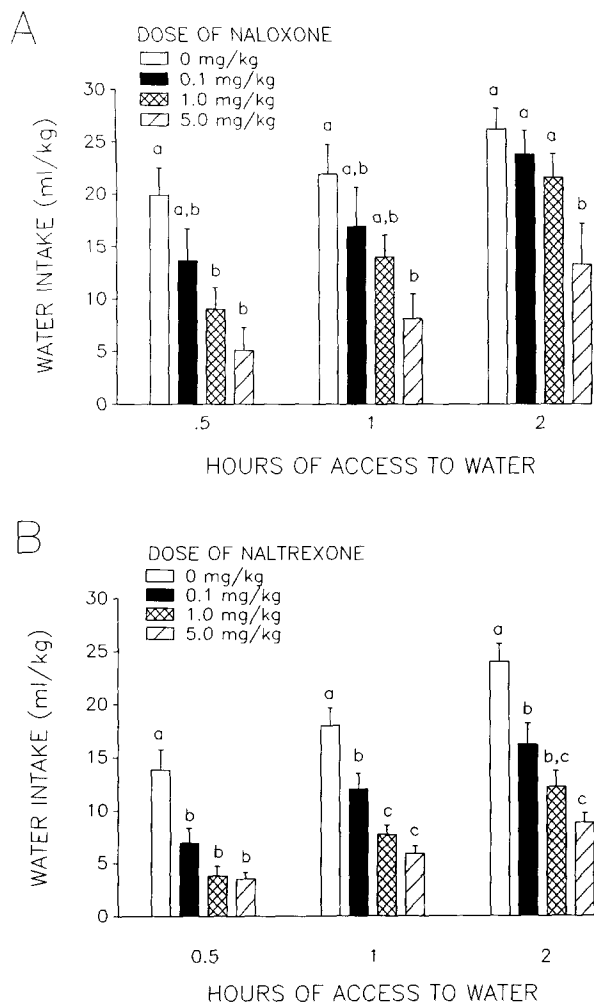 A
DOSE OF NALOXONE
0 mg/kg
0.1 mg/kg
1.0 mg/kg
5.0 mg/kg
WATER INTAKE (ml/kg)
30
25
20
15
10
5
0
a
a,b
b
b
a
a,b
a,b
b
a
a
a
b
.5
1
2
HOURS OF ACCESS TO WATER
B
DOSE OF NALTREXONE
0 mg/kg
0.1 mg/kg
1.0 mg/kg
5.0 mg/kg
WATER INTAKE (ml/kg)
30
25
20
15
10
5
0
a
b
b
b
a
b
c
c
a
b
b,c
c
0.5
1
2
HOURS OF ACCESS TO WATER